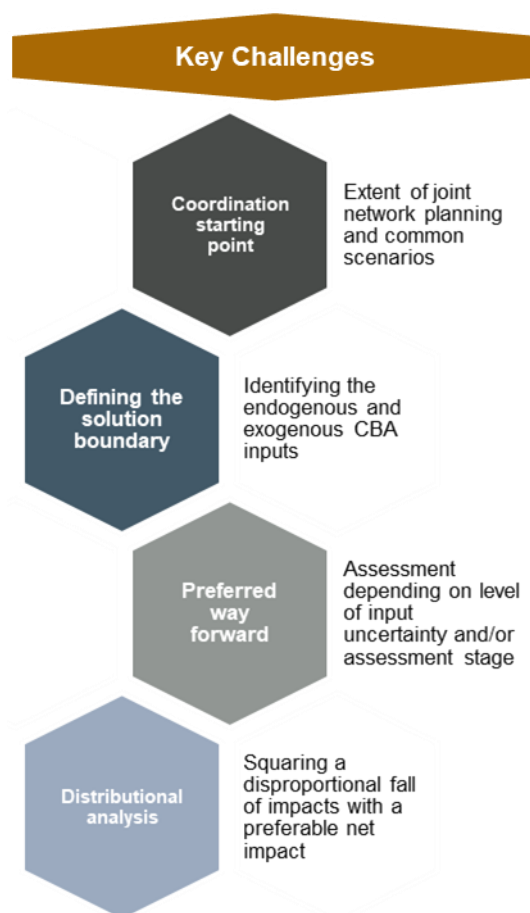 Key Challenges
Coordination
starting
point
Extent of joint
network planning
and common
scenarios
Defining the
solution
boundary
Identifying the
endogenous and
exogenous CBA
inputs
Preferred
way
forward
Assessment
depending on level
of input
uncertainty and/or
assessment stage
Distributional
analysis
Squaring a
disproportional fall
of impacts with a
preferable net
impact